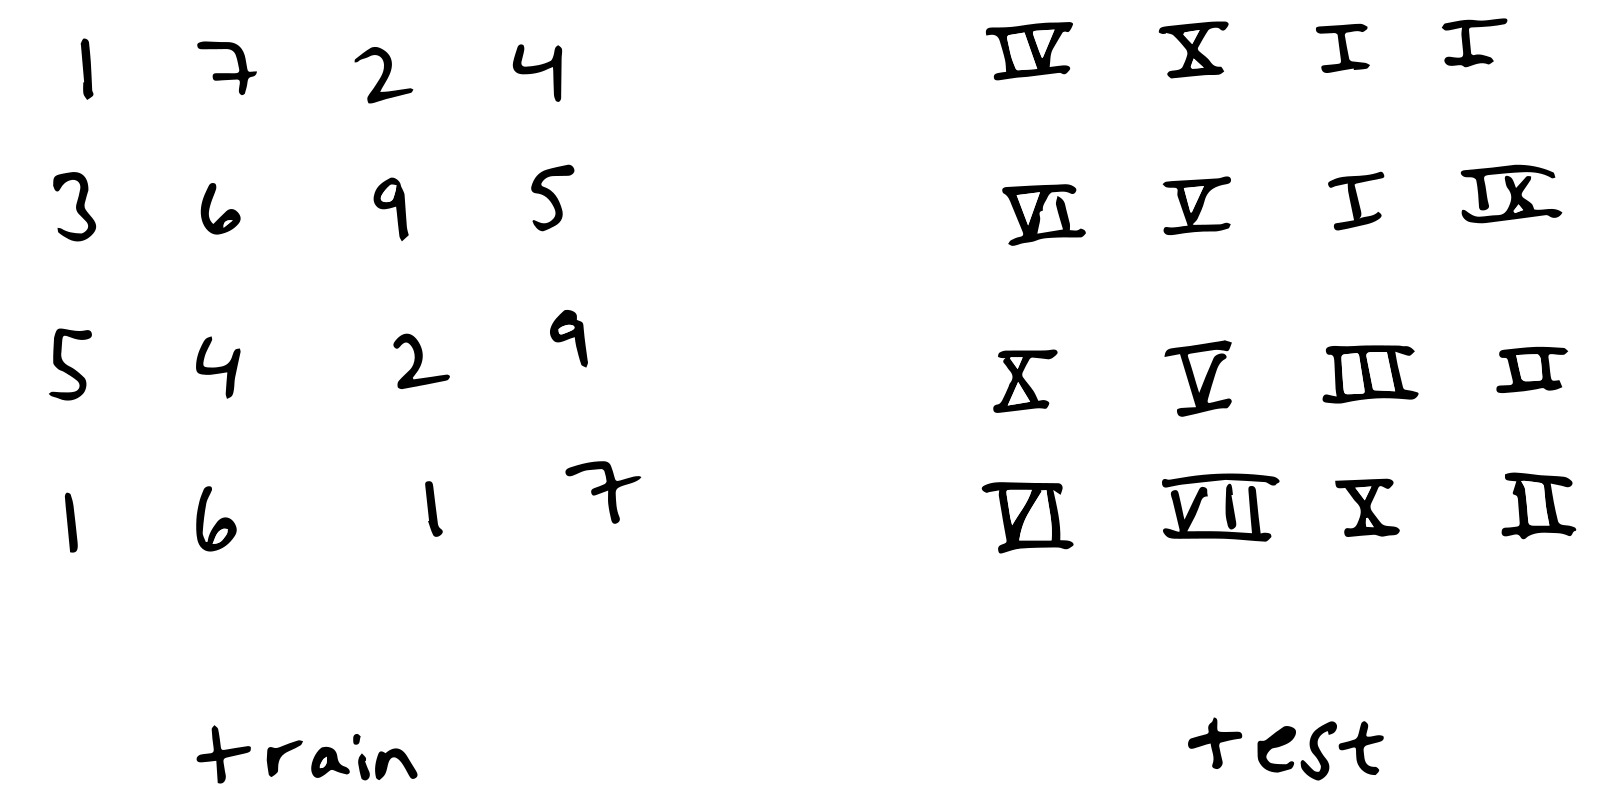 1 7 2 4
3 6 9 5
5 4 2 9
1 6 1 7
train
IV X I I
VI V I IX
X V III II
VI VII X II
test